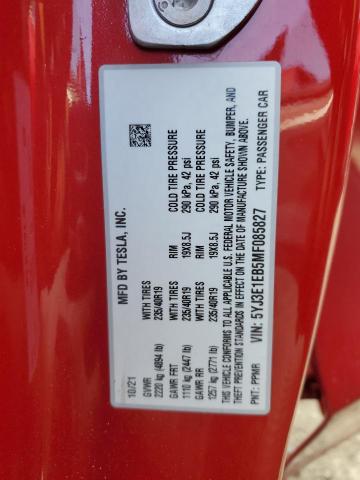 MFD BY TESLA, INC.
10/21
GVWR WITH TIRES RIM COLD TIRE PRESSURE
2220 kg (4894 lb) 235/40R19 19X8.5J 290 kPa, 42 psi
GAWR FRT WITH TIRES RIM COLD TIRE PRESSURE
1110 kg (2447 lb) 235/40R19 19X8.5J 290 kPa, 42 psi
GAWR RR
1257 kg (2771 lb)
THIS VEHICLE CONFORMS TO ALL APPLICABLE U.S. FEDERAL MOTOR VEHICLE SAFETY, BUMPER, AND
THEFT PREVENTION STANDARDS IN EFFECT ON THE DATE OF MANUFACTURE SHOWN ABOVE.
VIN: 5YJ3E1EB5MF085827 TYPE: PASSENGER CAR
PNT: PPMR